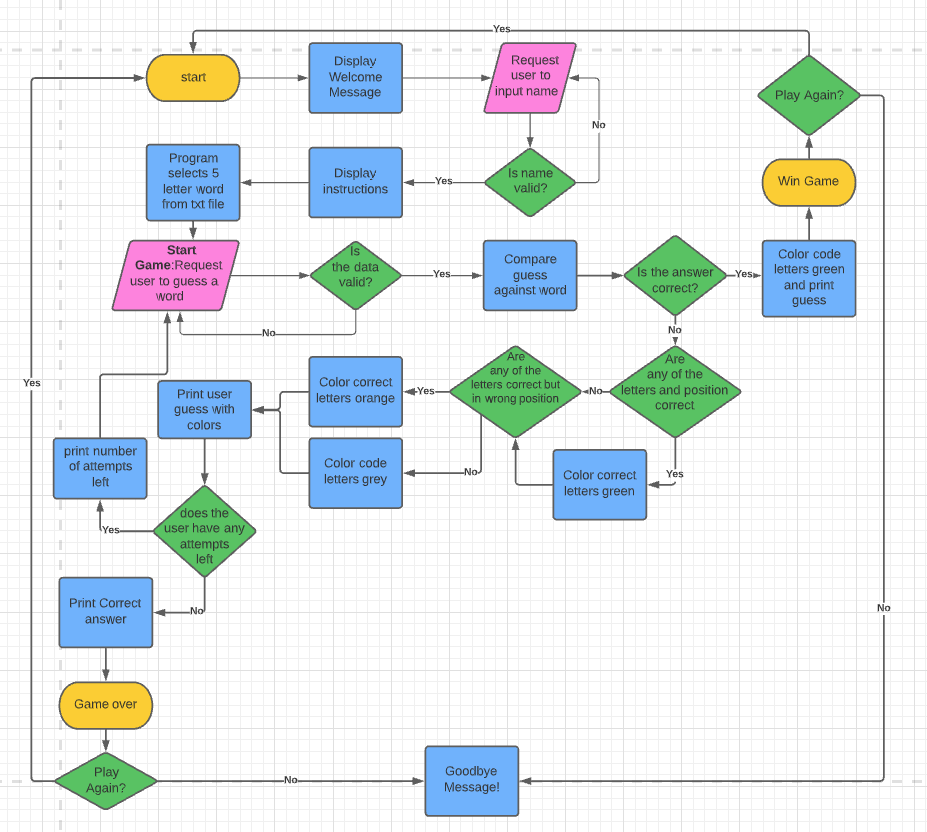 Yes
start
Display
Welcome
Message
Request
user to
input name
Play Again?
No
Program
selects 5
letter word
from txt file
Display
instructions
Yes
Is name
valid?
Win Game
Start
Game:Request
user to guess a
word
Is
the data
valid?
Yes
Compare
guess
against word
Is the answer
correct?
Yes
Color code
letters green
and print
guess
No
No
Yes
Print user
guess with
colors
Color correct
letters orange
Yes
Are
any of the
letters correct but
in wrong position
No
Are
any of the
letters and position
correct
print number
of attempts
left
Color code
letters grey
No
Color correct
letters green
Yes
Yes
does the
user have any
attempts
left
Print Correct
answer
No
No
Game over
Play
Again?
No
Goodbye
Message!